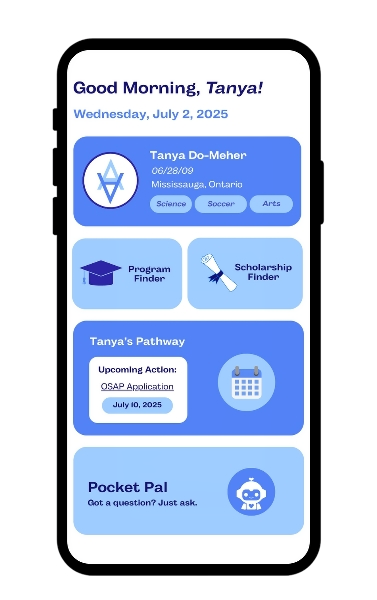 Good Morning, Tanya!
Wednesday, July 2, 2025
Tanya Do-Meher
06/28/09
Mississauga, Ontario
Science
Soccer
Arts
Program
Finder
Scholarship
Finder
Tanya's Pathway
Upcoming Action:
OSAP Application
July 10, 2025
Pocket Pal
Got a question? Just ask.